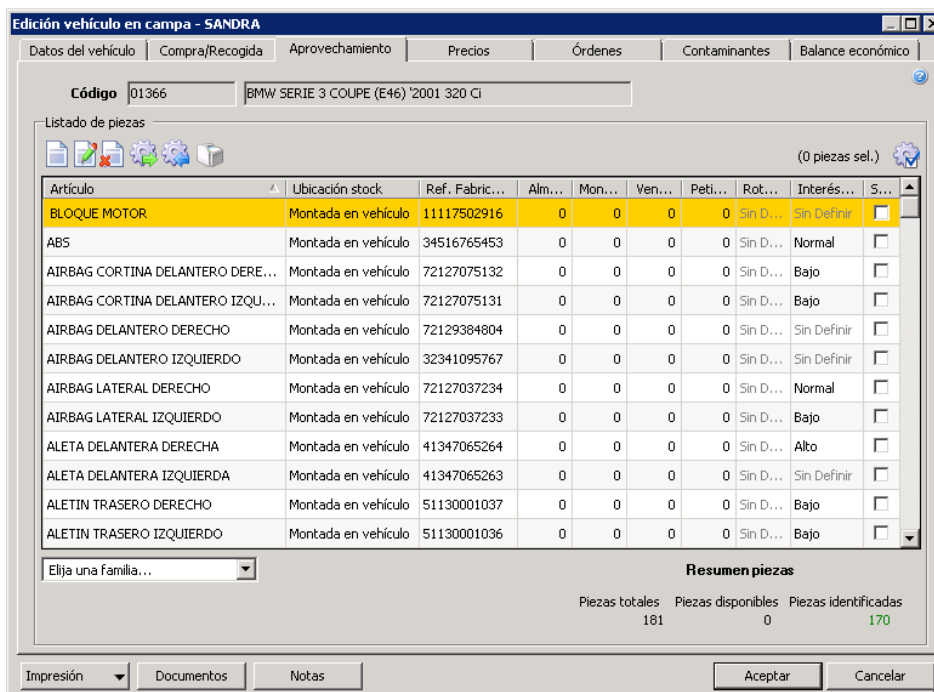 Edición vehículo en campa - SANDRA
Datos del vehículo Compra/Recogida Aprovechamiento Precios Órdenes Contaminantes Balance económico
Código 01366 BMW SERIE 3 COUPE (E46) '2001 320 Ci
Listado de piezas
(0 piezas sel.)
Artículo Ubicación stock Ref. Fabric... Alm... Mon... Ven... Peti... Rot... Interés... S...
BLOQUE MOTOR Montada en vehículo 11117502916 0 0 0 0 Sin D... Sin Definir
ABS Montada en vehículo 34516765453 0 0 0 0 Sin D... Normal
AIRBAG CORTINA DELANTERO DERE... Montada en vehículo 72127075132 0 0 0 0 Sin D... Bajo
AIRBAG CORTINA DELANTERO IZQU... Montada en vehículo 72127075131 0 0 0 0 Sin D... Bajo
AIRBAG DELANTERO DERECHO Montada en vehículo 72129384804 0 0 0 0 Sin D... Sin Definir
AIRBAG DELANTERO IZQUIERDO Montada en vehículo 32341095767 0 0 0 0 Sin D... Sin Definir
AIRBAG LATERAL DERECHO Montada en vehículo 72127037234 0 0 0 0 Sin D... Normal
AIRBAG LATERAL IZQUIERDO Montada en vehículo 72127037233 0 0 0 0 Sin D... Bajo
ALETA DELANTERA DERECHA Montada en vehículo 41347065264 0 0 0 0 Sin D... Alto
ALETA DELANTERA IZQUIERDA Montada en vehículo 41347065263 0 0 0 0 Sin D... Sin Definir
ALETIN TRASERO DERECHO Montada en vehículo 51130001037 0 0 0 0 Sin D... Bajo
ALETIN TRASERO IZQUIERDO Montada en vehículo 51130001036 0 0 0 0 Sin D... Bajo
Elija una familia... Resumen piezas
Piezas totales Piezas disponibles Piezas identificadas
181 0 170
Impresión Documentos Notas Aceptar Cancelar